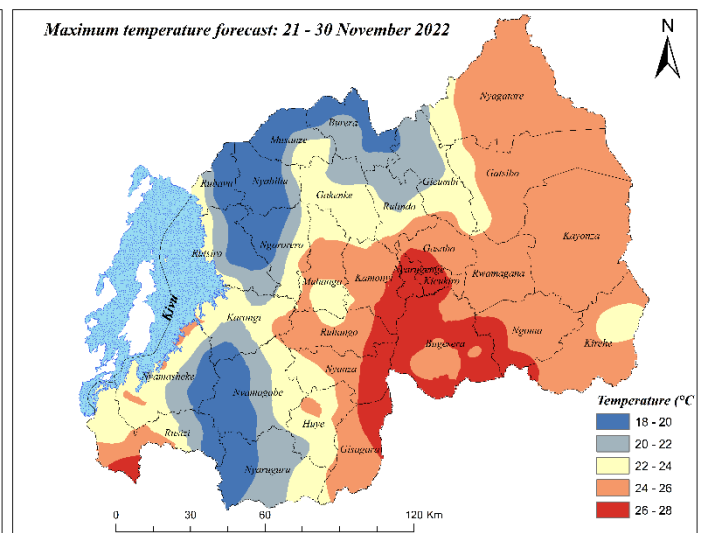 Maximum temperature forecast: 21 - 30 November 2022
N
Nyagatare
Burera
Musanze
Rubavu
Nyabihu
Gakenke
Gicumbi
Gatsibo
Rulindo
Kayonza
Rutsiro
Ngororero
Gasabo
Muhanga
Kamonyi
Nyarugenge
Kicukiro
Rwamagana
Kivu
Karongi
Ruhango
Bugesera
Ngoma
Kirehe
Nyamasheke
Nyamagabe
Nyanza
Huye
Rusizi
Gisagara
Nyaruguru
Temperature (°C
18 - 20
20 - 22
22 - 24
24 - 26
26 - 28
0 30 60 120 Km